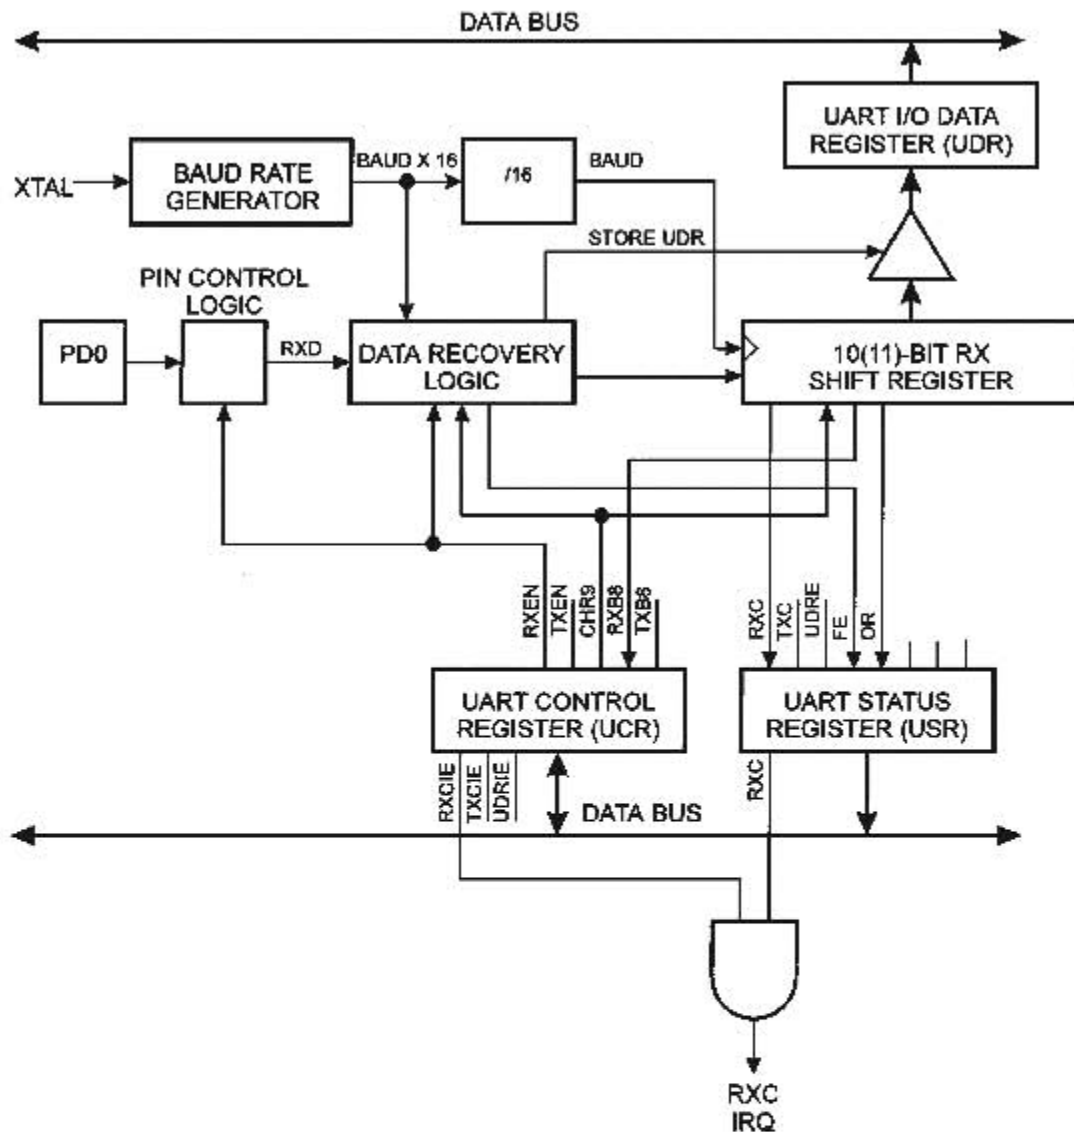 DATA BUS
UART I/O DATA
REGISTER (UDR)
XTAL
BAUD RATE
GENERATOR
BAUD X 16
/16
BAUD
STORE UDR
PIN CONTROL
LOGIC
PD0
RXD
DATA RECOVERY
LOGIC
10(11)-BIT RX
SHIFT REGISTER
RXEN
TXEN
CHR9
RXB8
TXB8
RXC
TXC
UDRE
FE
OR
UART CONTROL
REGISTER (UCR)
UART STATUS
REGISTER (USR)
RXCIE
TXCIE
UDRIE
RXC
DATA BUS
RXC
IRQ